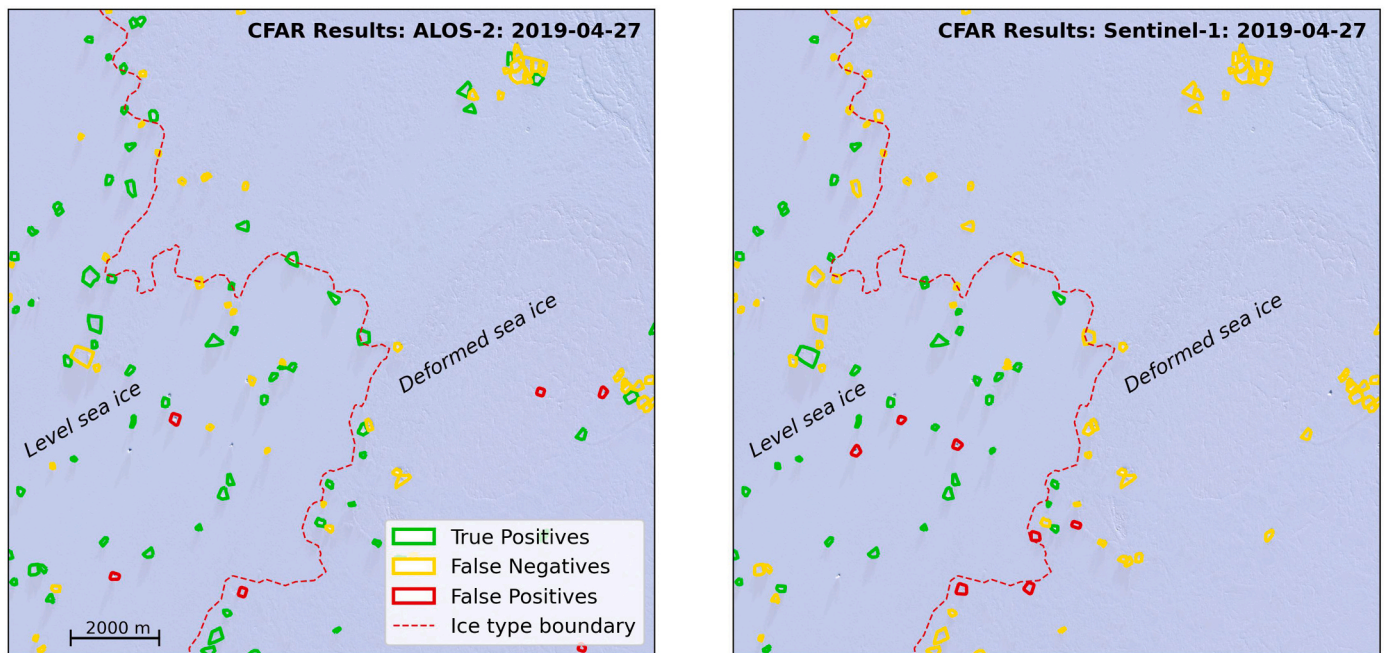 CFAR Results: ALOS-2: 2019-04-27
Deformed sea ice
Level sea ice
True Positives
False Negatives
False Positives
Ice type boundary
2000 m
CFAR Results: Sentinel-1: 2019-04-27
Deformed sea ice
Level sea ice